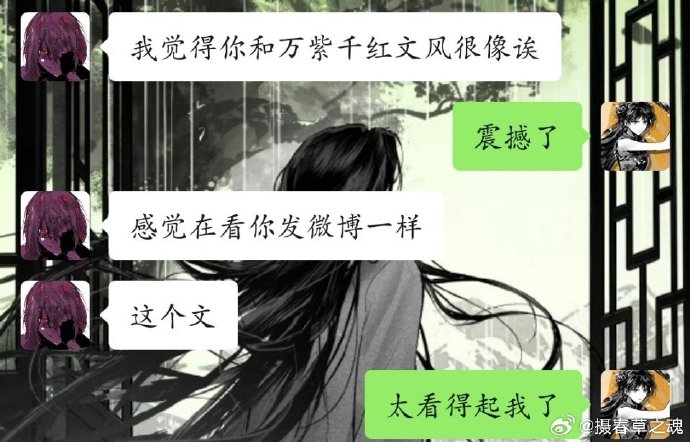 我觉得你和万紫千红文风很像诶
震撼了
感觉在看你发微博一样
这个文
太看得起我了
@摄春草之魂